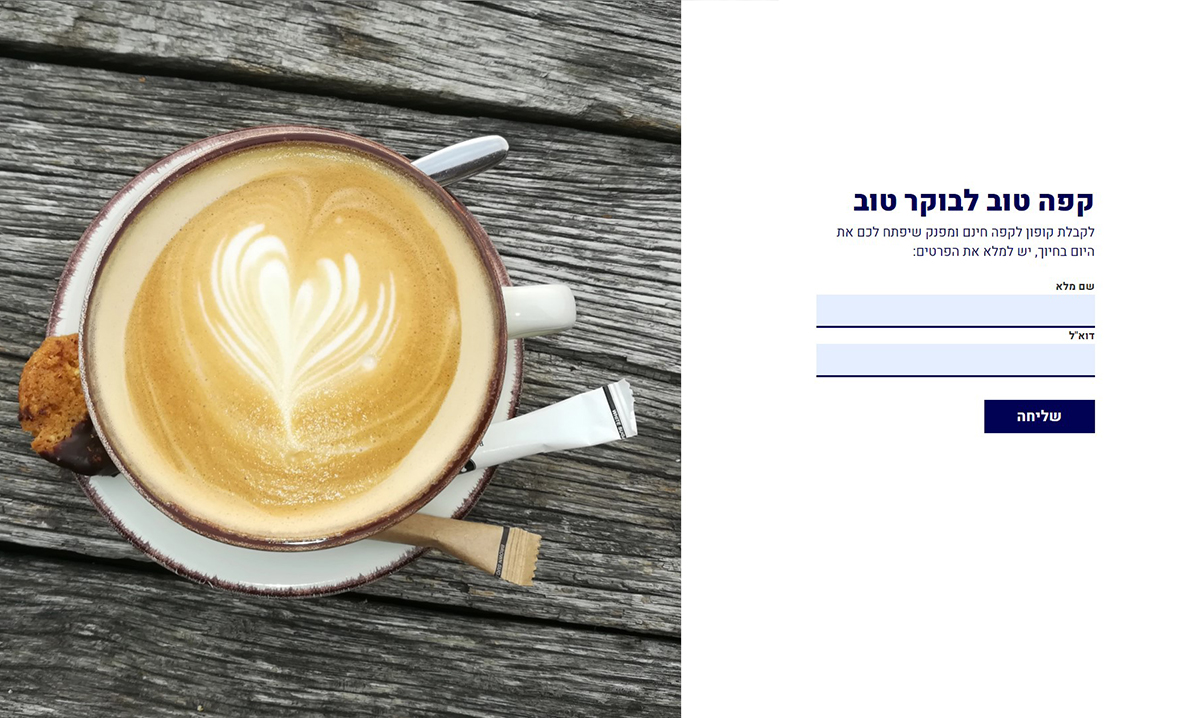 קפה טוב לבוקר טוב
לקבלת קופון לקפה חינם ומפנק שיפתח לכם את
היום בחיוך, יש למלא את הפרטים:
שם מלא
דוא"ל
שליחה